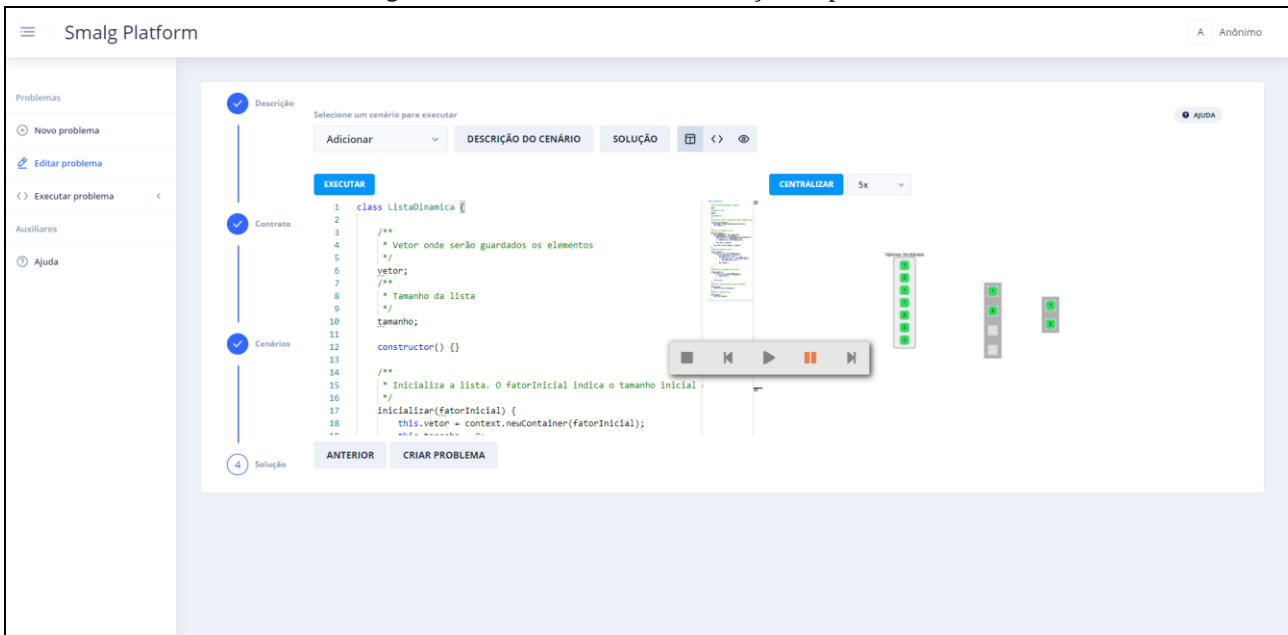 Smalg Platform
A Anônimo
Problemas
Novo problema
Editar problema
Executar problema
Auxiliares
Ajuda
Descrição
Contrato
Cenários
4 Solução
Selecione um cenário para executar
AJUDA
Adicionar DESCRIÇÃO DO CENÁRIO SOLUÇÃO
EXECUTAR
CENTRALIZAR 5x
1 class ListaDinamica {
2
3 /**
4 * Vetor onde serão guardados os elementos
5 */
6 vetor;
7 /**
8 * Tamanho da lista
9 */
10 tamanho;
11
12 constructor() {}
13
14 /**
15 * Inicializa a lista. O fatorInicial indica o tamanho inicial
16 */
17 inicializar(fatorInicial) {
18 this.vetor = context.newContainer(fatorInicial);
Valores Imutáveis
ANTERIOR CRIAR PROBLEMA